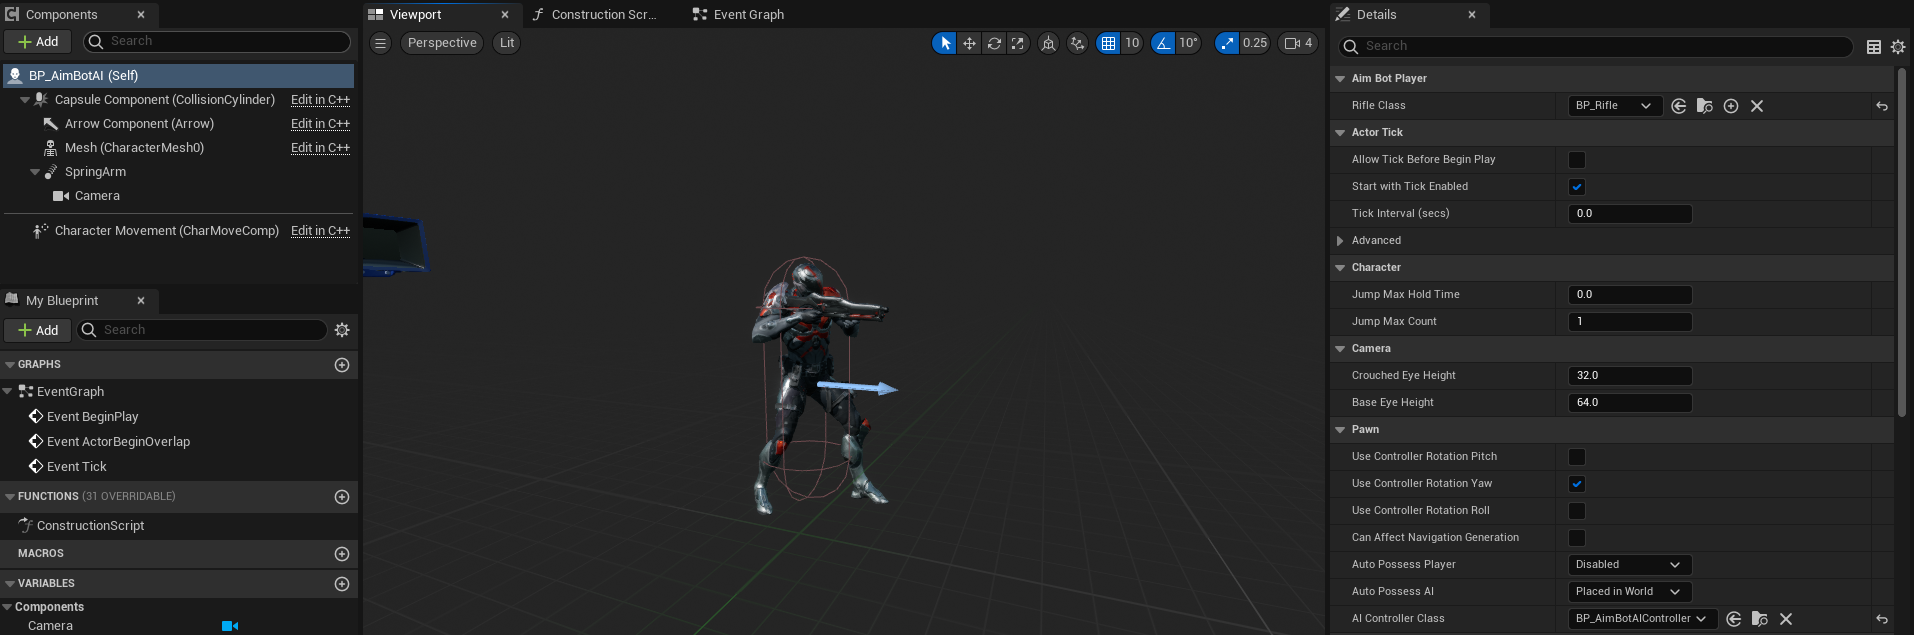 Components
Add
Search
BP_AimBotAI (Self)
Capsule Component (CollisionCylinder) Edit in C++
Arrow Component (Arrow) Edit in C++
Mesh (CharacterMesh0) Edit in C++
SpringArm
Camera
Character Movement (CharMoveComp) Edit in C++
My Blueprint
Add
Search
GRAPHS
EventGraph
Event BeginPlay
Event ActorBeginOverlap
Event Tick
FUNCTIONS (31 OVERRIDABLE)
ConstructionScript
MACROS
VARIABLES
Components
Camera
Viewport
Construction Scr...
Event Graph
Perspective
Lit
10
10°
0.25
4
Details
Search
Aim Bot Player
Rifle Class BP_Rifle
Actor Tick
Allow Tick Before Begin Play
Start with Tick Enabled
Tick Interval (secs) 0.0
Advanced
Character
Jump Max Hold Time 0.0
Jump Max Count 1
Camera
Crouched Eye Height 32.0
Base Eye Height 64.0
Pawn
Use Controller Rotation Pitch
Use Controller Rotation Yaw
Use Controller Rotation Roll
Can Affect Navigation Generation
Auto Possess Player Disabled
Auto Possess AI Placed in World
AI Controller Class BP_AimBotAIController